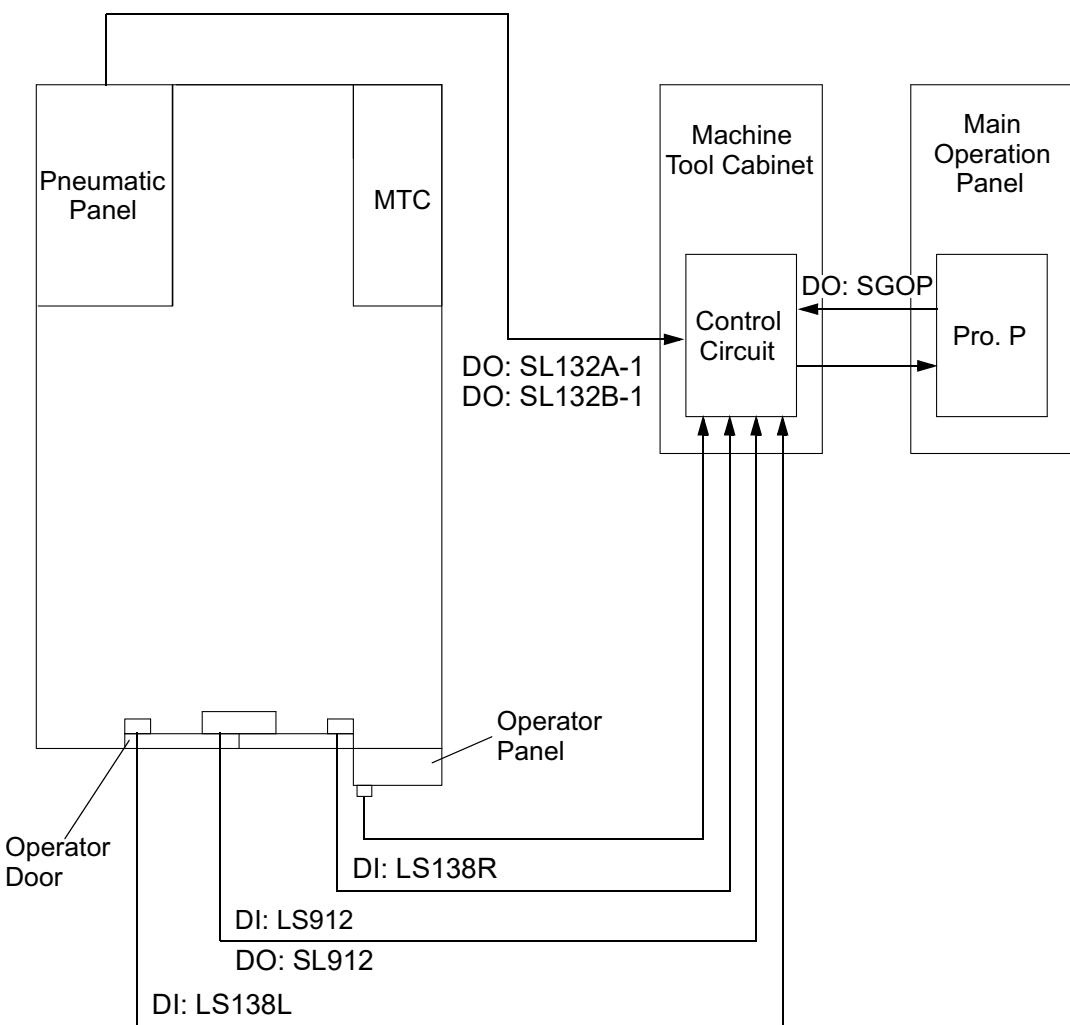 Pneumatic
Panel
MTC
Machine
Tool Cabinet
Main
Operation
Panel
DO: SGOP
Control
Circuit
Pro. P
DO: SL132A-1
DO: SL132B-1
Operator
Panel
Operator
Door
DI: LS138R
DI: LS912
DO: SL912
DI: LS138L